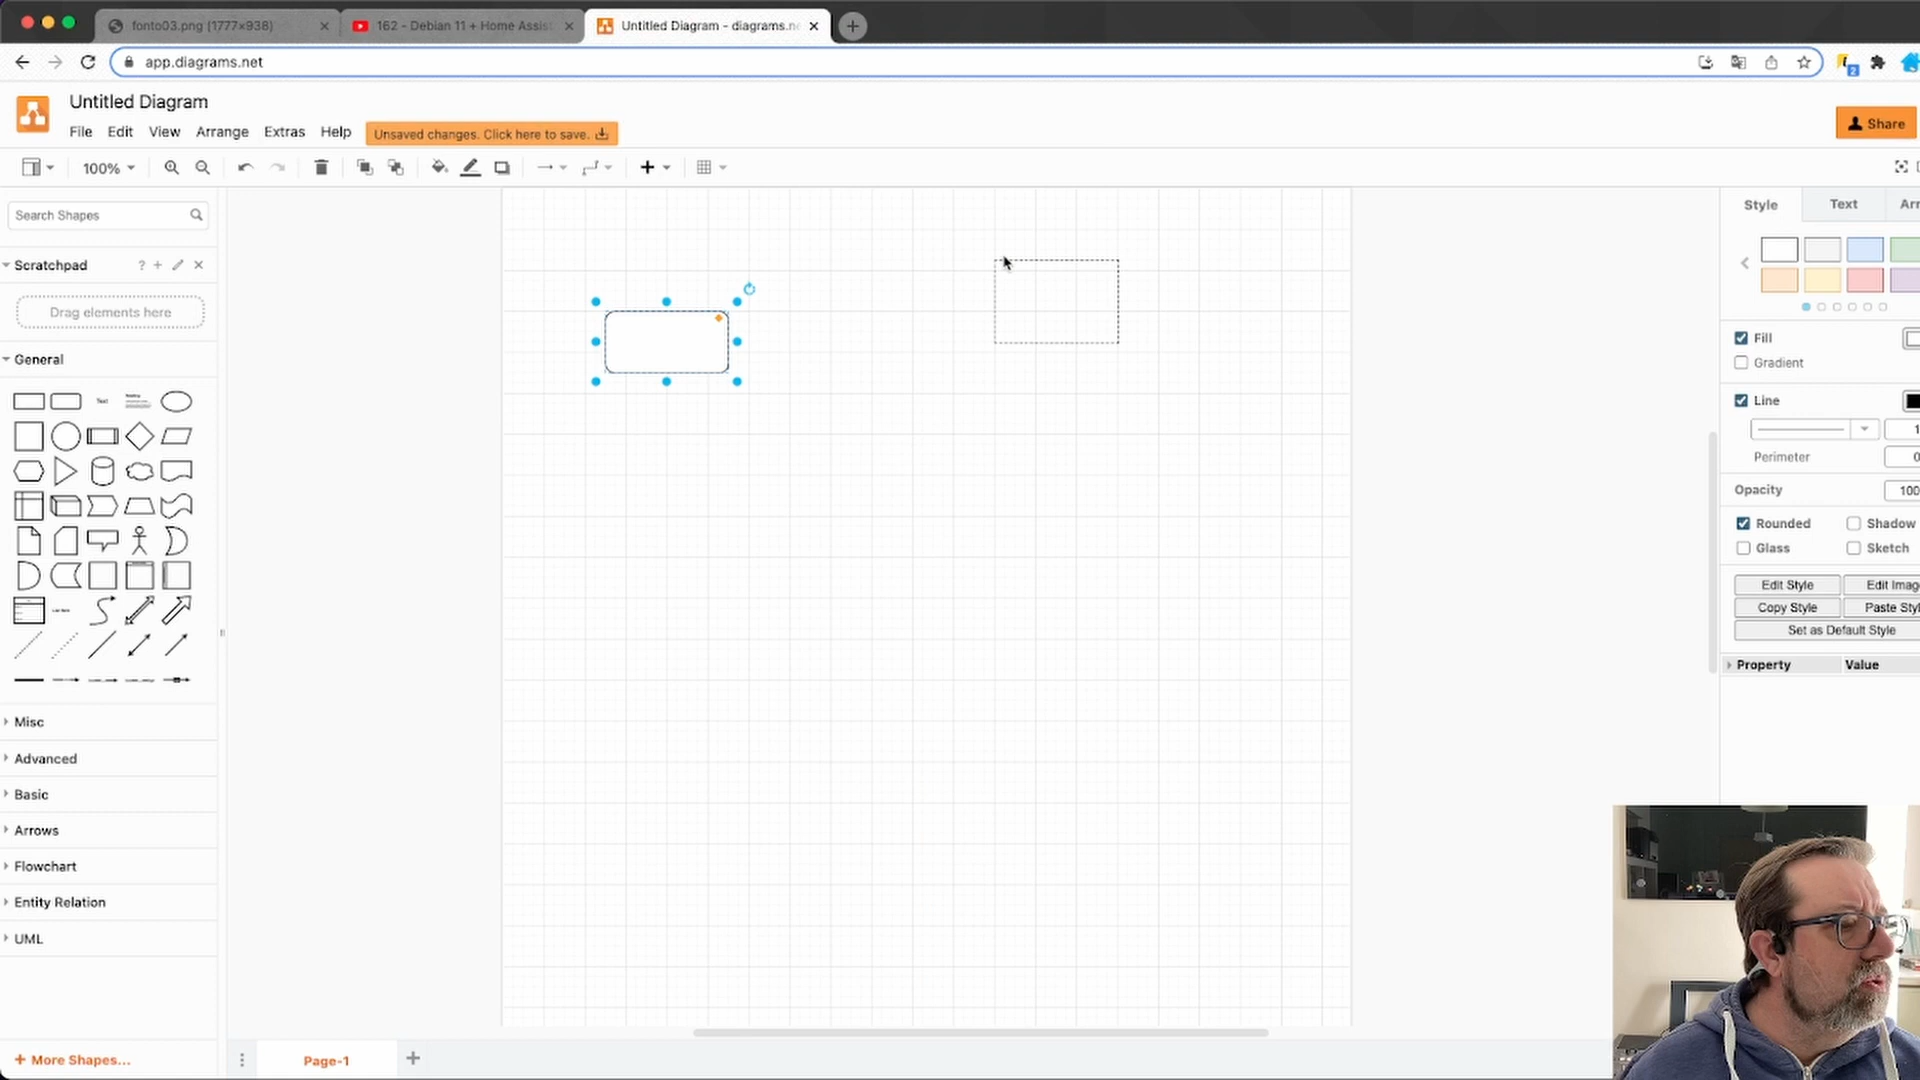 fonto03.png (1777×938)
162 - Debian 11 + Home Assist
Untitled Diagram - diagrams.n
app.diagrams.net
2
Untitled Diagram
File Edit View Arrange Extras Help
Unsaved changes. Click here to save.
Share
100%
Search Shapes
Style Text Arr
Scratchpad ? +
Drag elements here
Fill
General
Gradient
Text
Line
Perimeter 0
Opacity 100
Rounded Shadow
Glass Sketch
Edit Style Edit Imag
Copy Style Paste Styl
Set as Default Style
Property Value
Misc
Advanced
Basic
Arrows
Flowchart
Entity Relation
UML
+ More Shapes...
Page-1